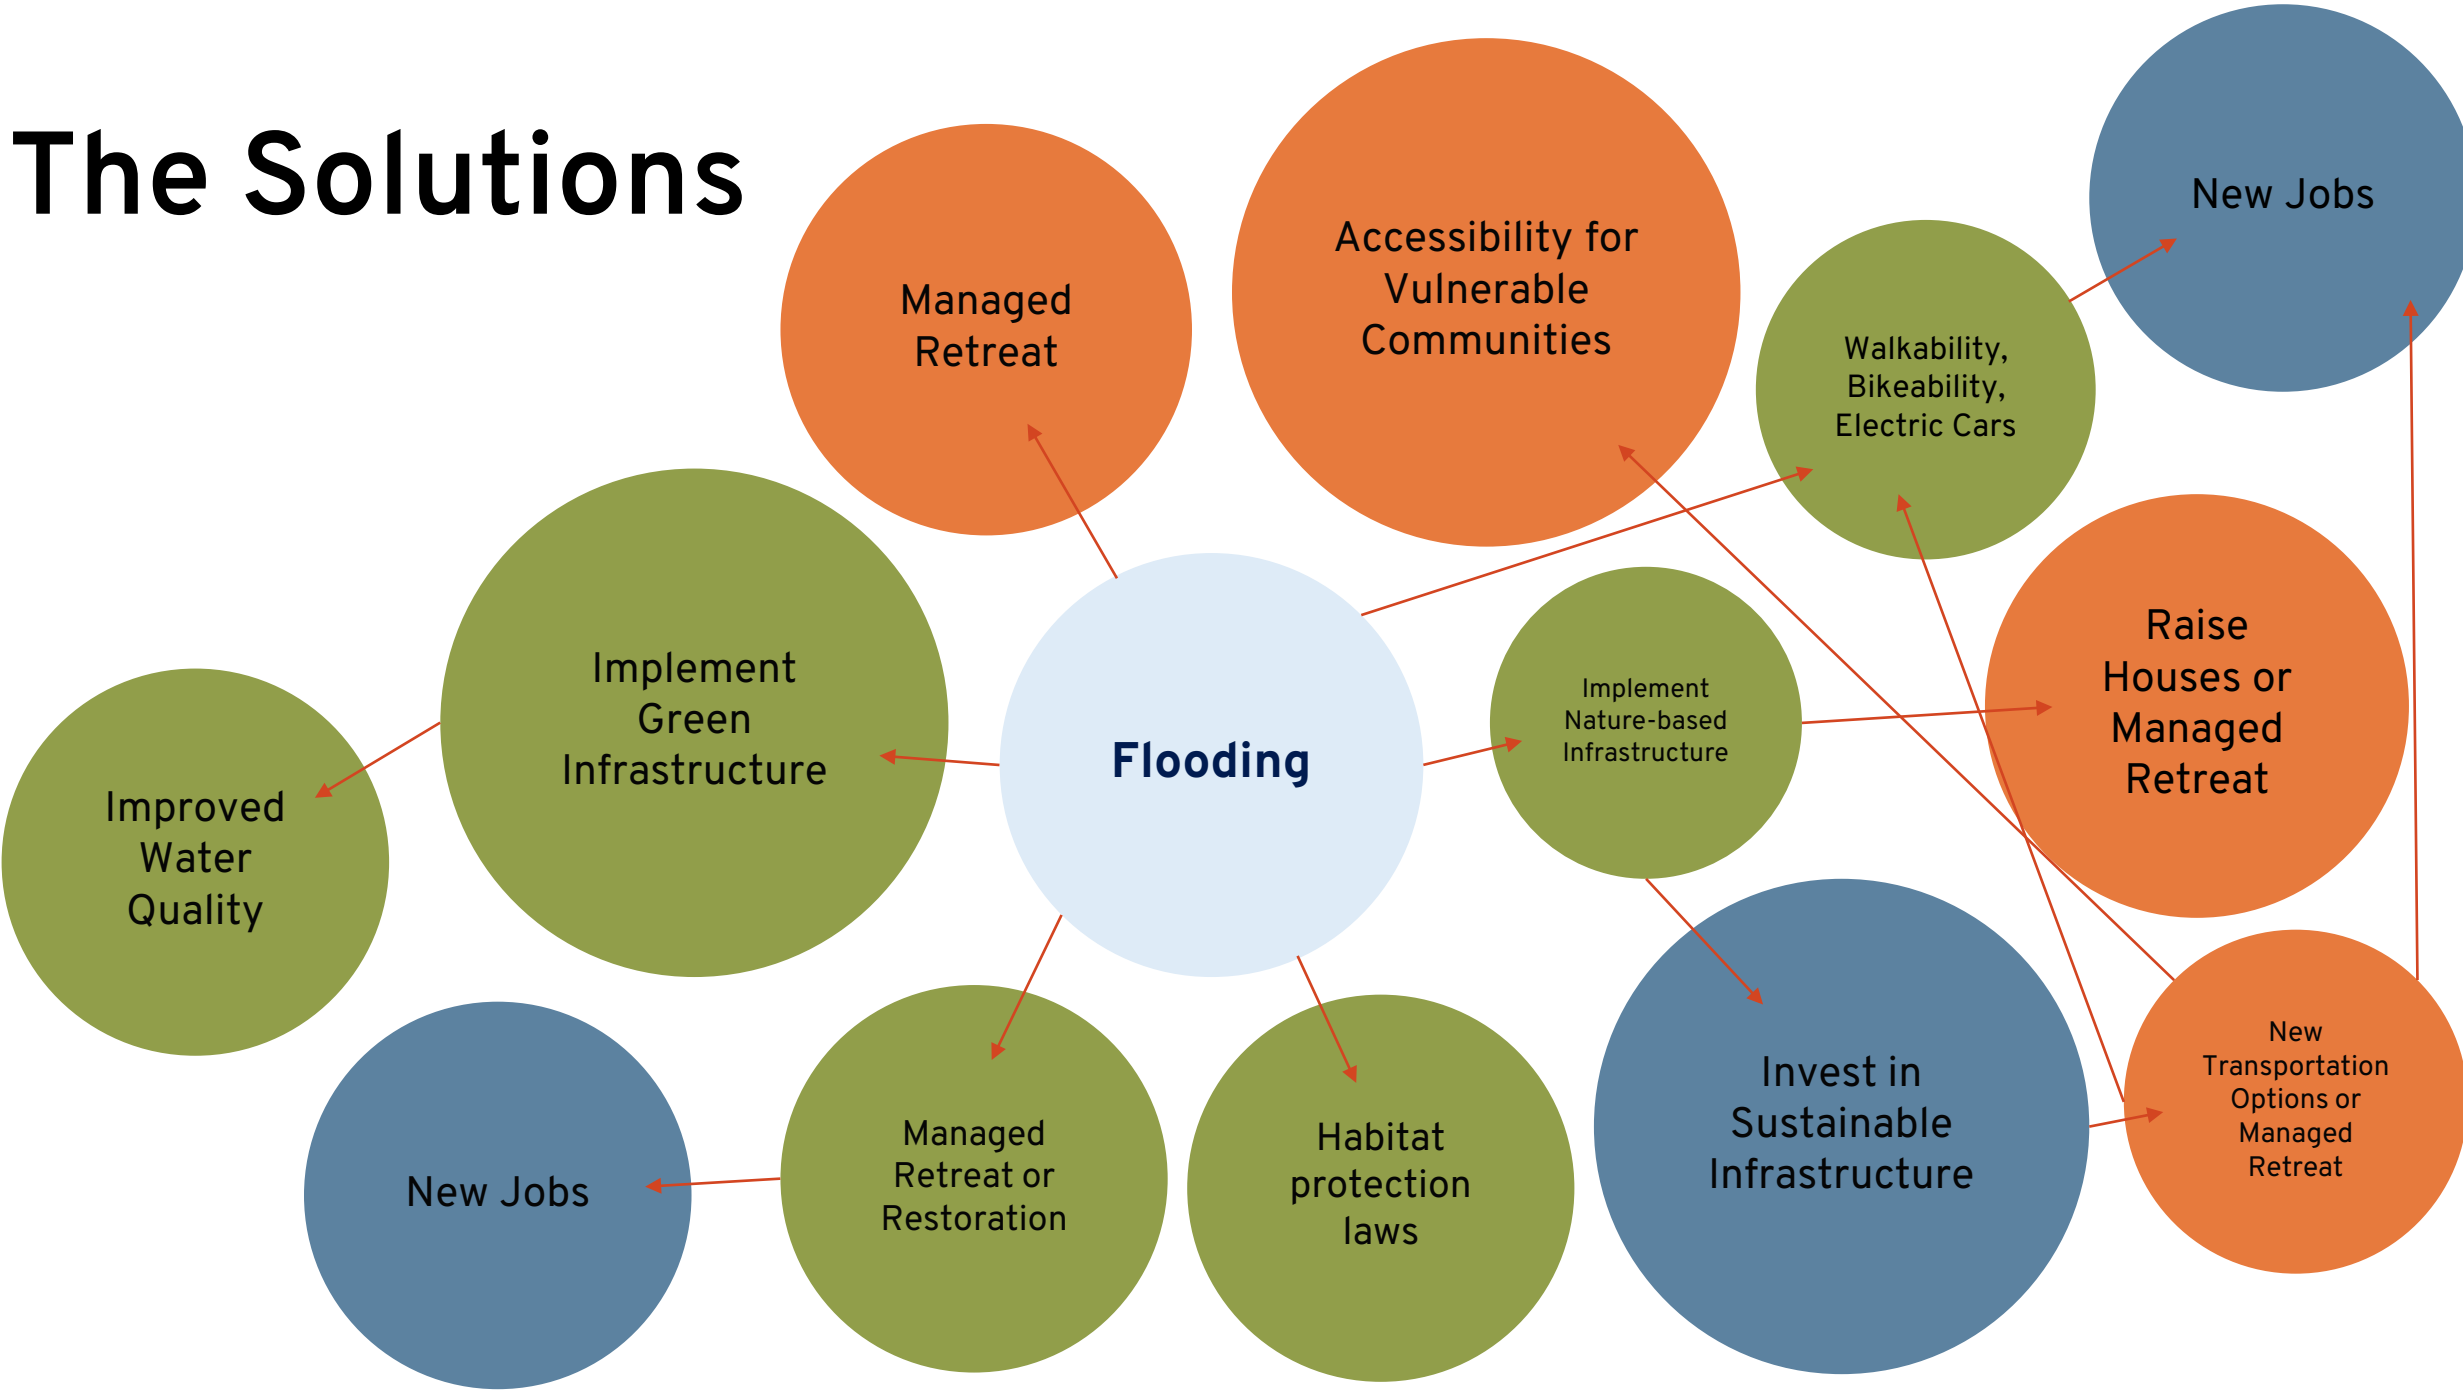 The Solutions
Managed
Retreat
Accessibility for
Vulnerable
Communities
New Jobs
Walkability,
Bikeability,
Electric Cars
Implement
Green
Infrastructure
Flooding
Implement
Nature-based
Infrastructure
Raise
Houses or
Managed
Retreat
Improved
Water
Quality
New Jobs
Managed
Retreat or
Restoration
Habitat
protection
laws
Invest in
Sustainable
Infrastructure
New
Transportation
Options or
Managed
Retreat